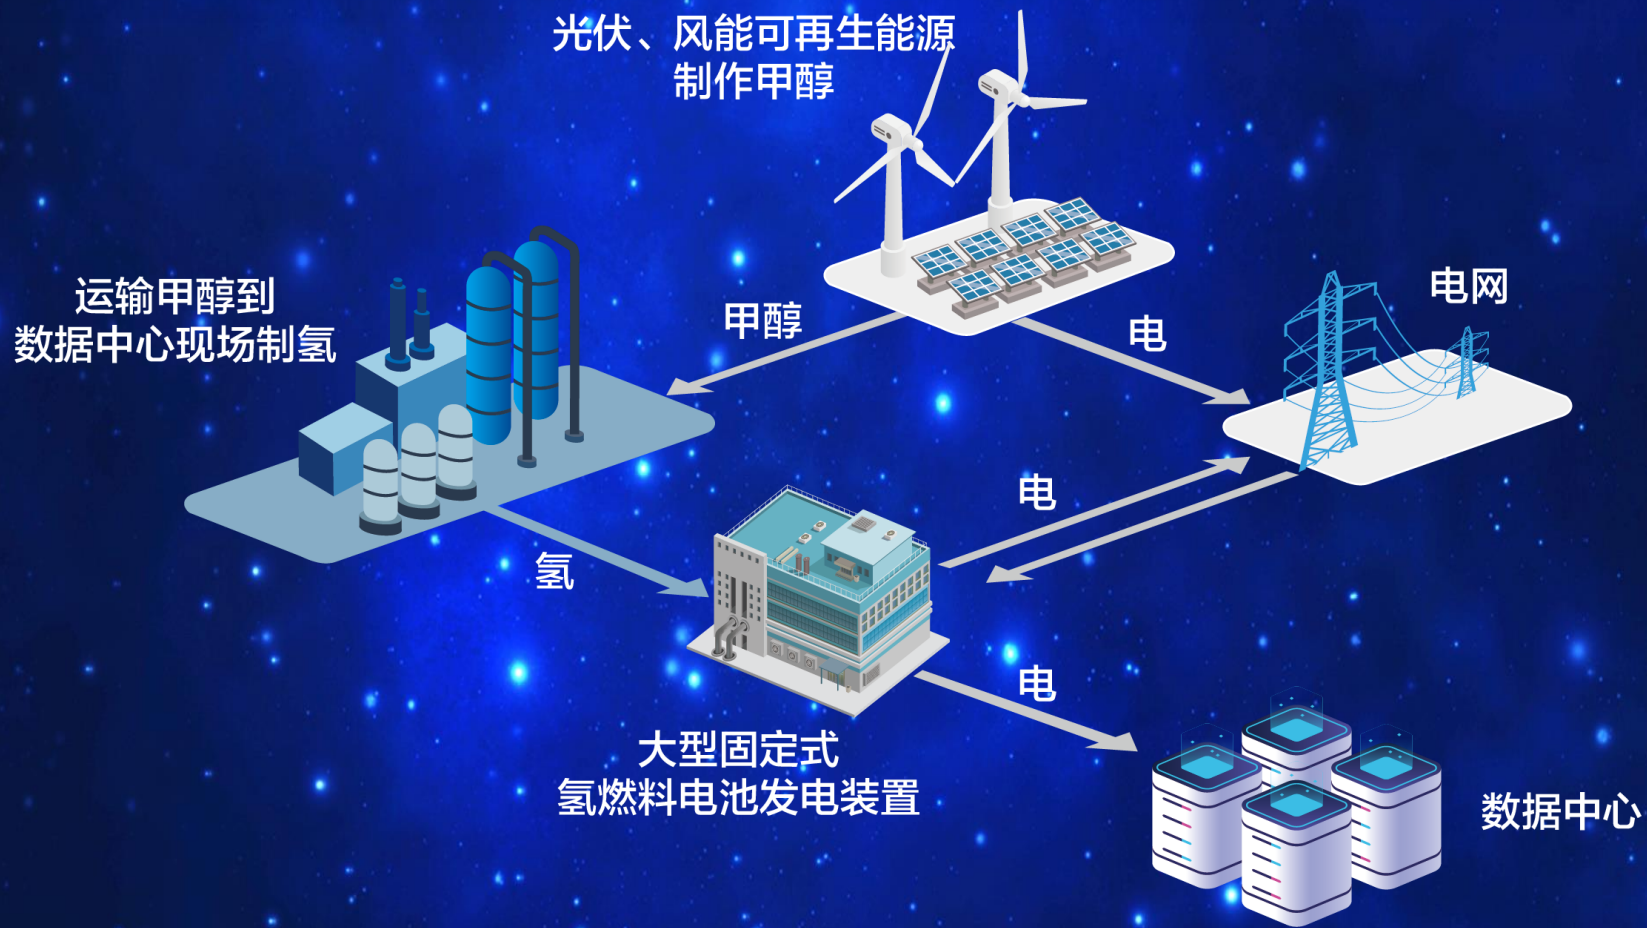 光伏、风能可再生能源
制作甲醇
运输甲醇到
数据中心现场制氢
甲醇
电
电网
电
氢
电
大型固定式
氢燃料电池发电装置
数据中心